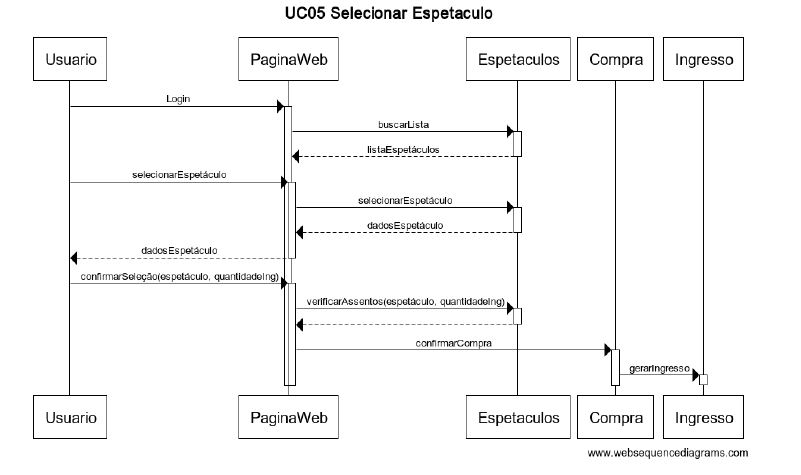 UC05 Selecionar Espetaculo
Usuario
PaginaWeb
Espetaculos
Compra
Ingresso
Login
buscarLista
listaEspetáculos
selecionarEspetáculo
selecionarEspetáculo
dadosEspetáculo
dadosEspetáculo
confirmarSeleção(espetáculo, quantidadeIng)
verificarAssentos(espetáculo, quantidadeIng)
confirmarCompra
gerarIngresso
Usuario
PaginaWeb
Espetaculos
Compra
Ingresso
www.websequencediagrams.com